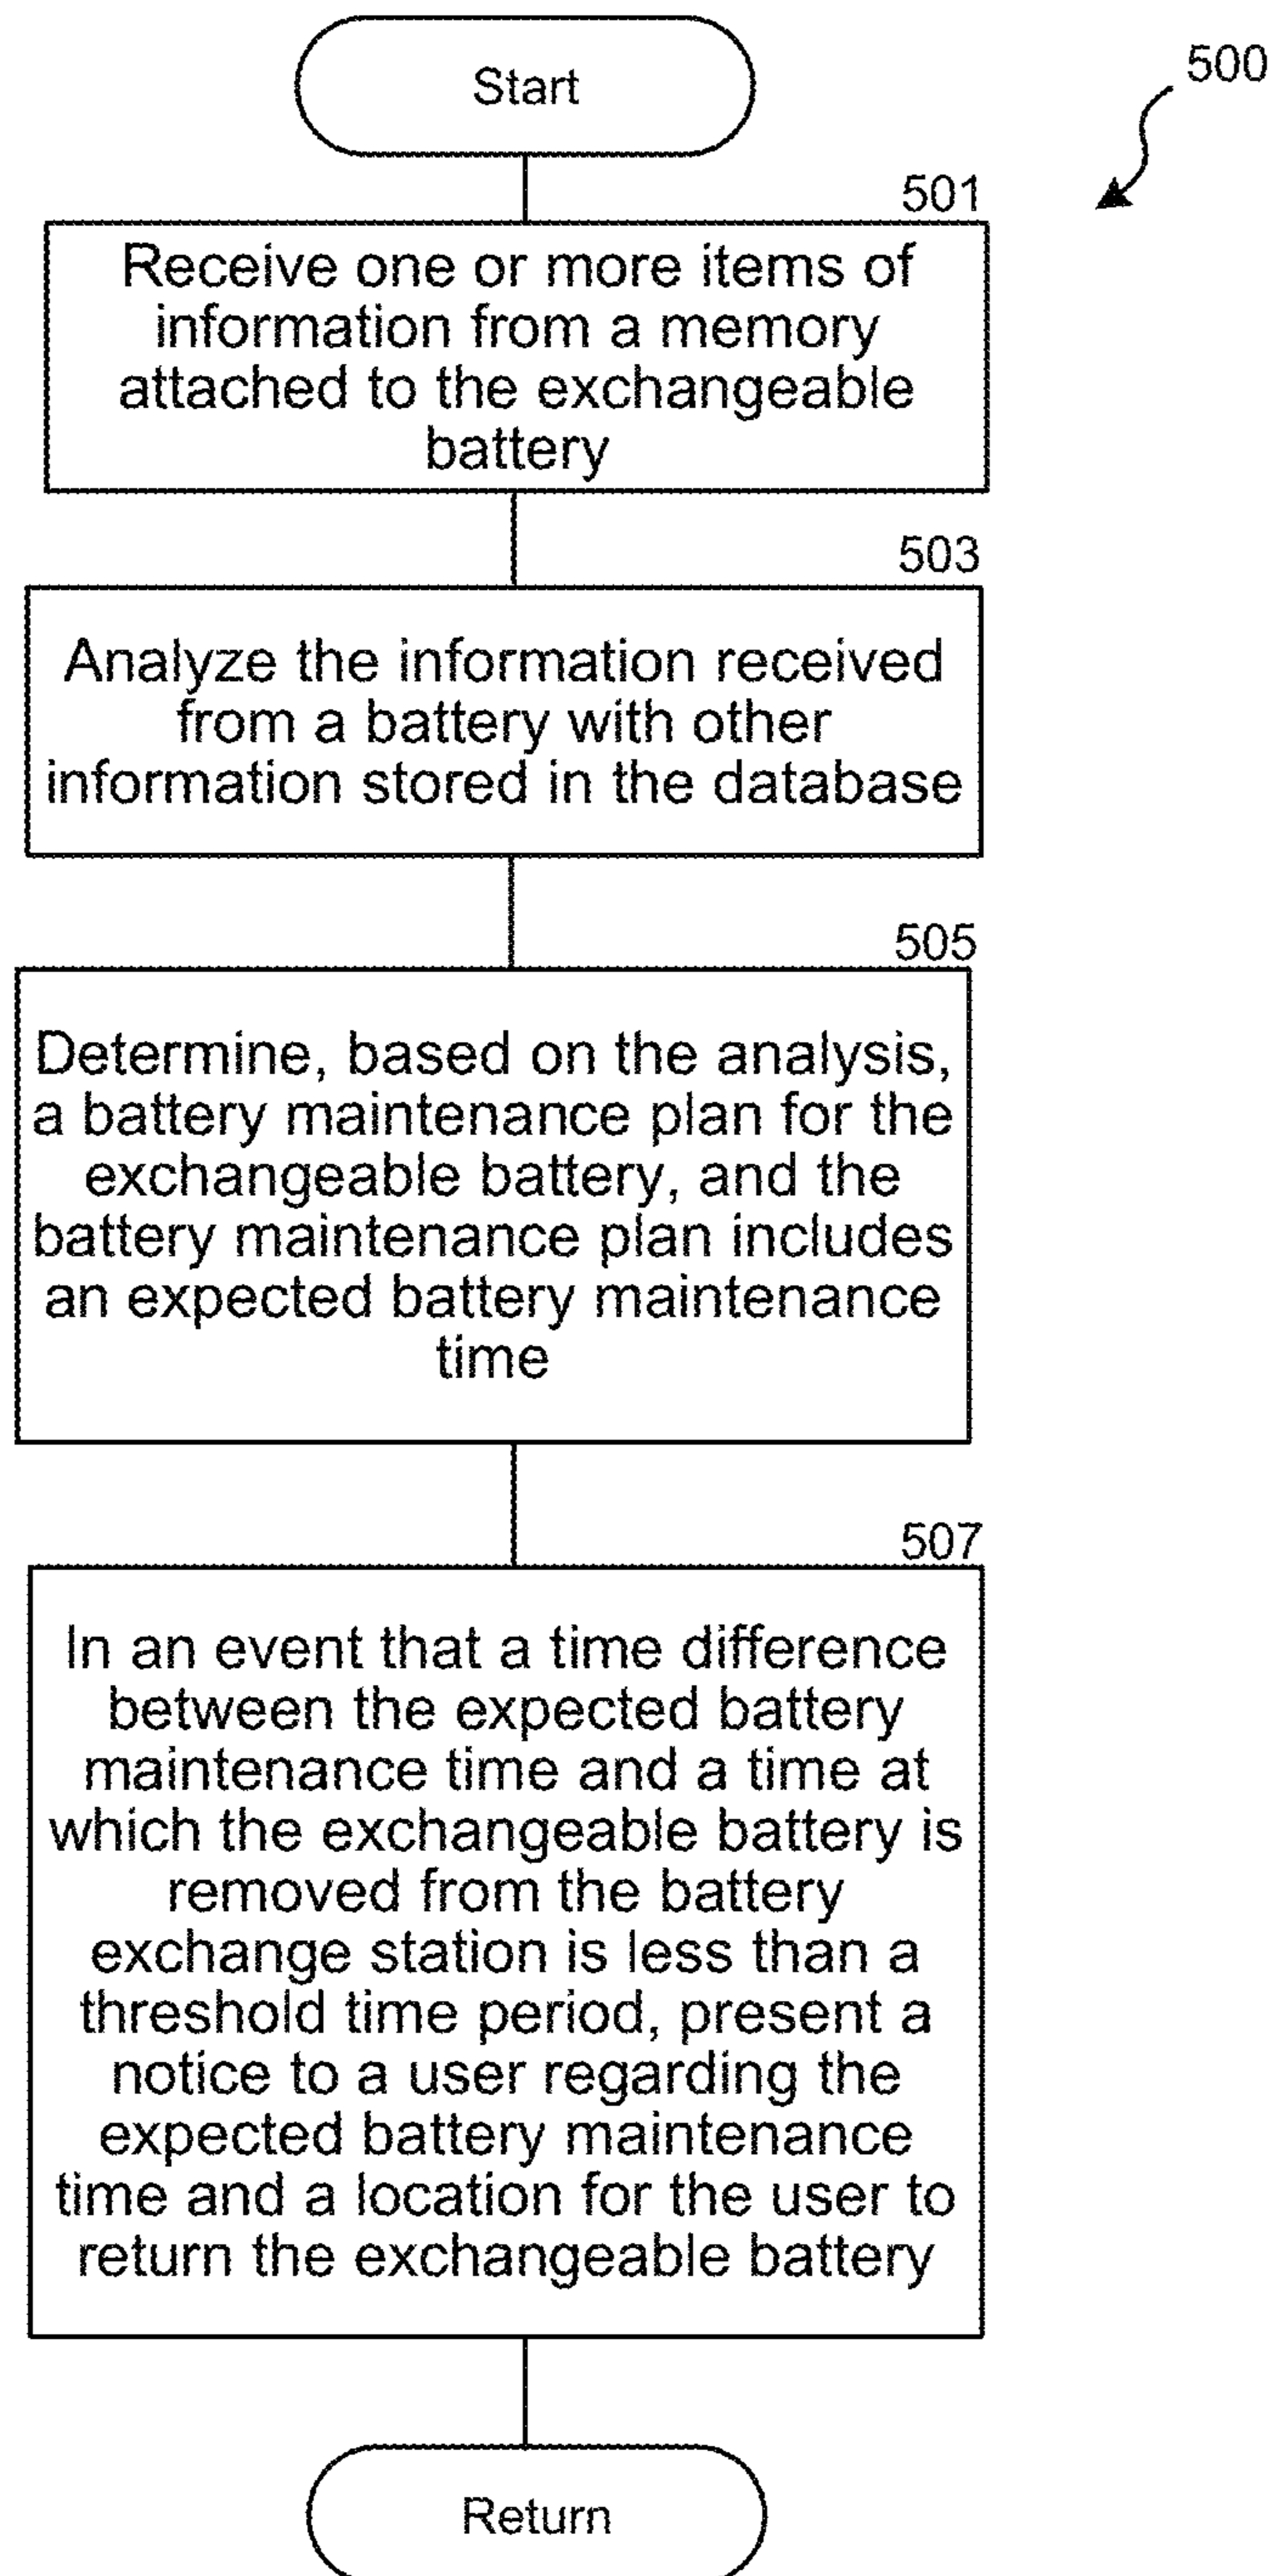 Start
500
501
Receive one or more items of
information from a memory
attached to the exchangeable
battery
503
Analyze the information received
from a battery with other
information stored in the database
505
Determine, based on the analysis,
a battery maintenance plan for the
exchangeable battery, and the
battery maintenance plan includes
an expected battery maintenance
time
507
In an event that a time difference
between the expected battery
maintenance time and a time at
which the exchangeable battery is
removed from the battery
exchange station is less than a
threshold time period, present a
notice to a user regarding the
expected battery maintenance
time and a location for the user to
return the exchangeable battery
Return